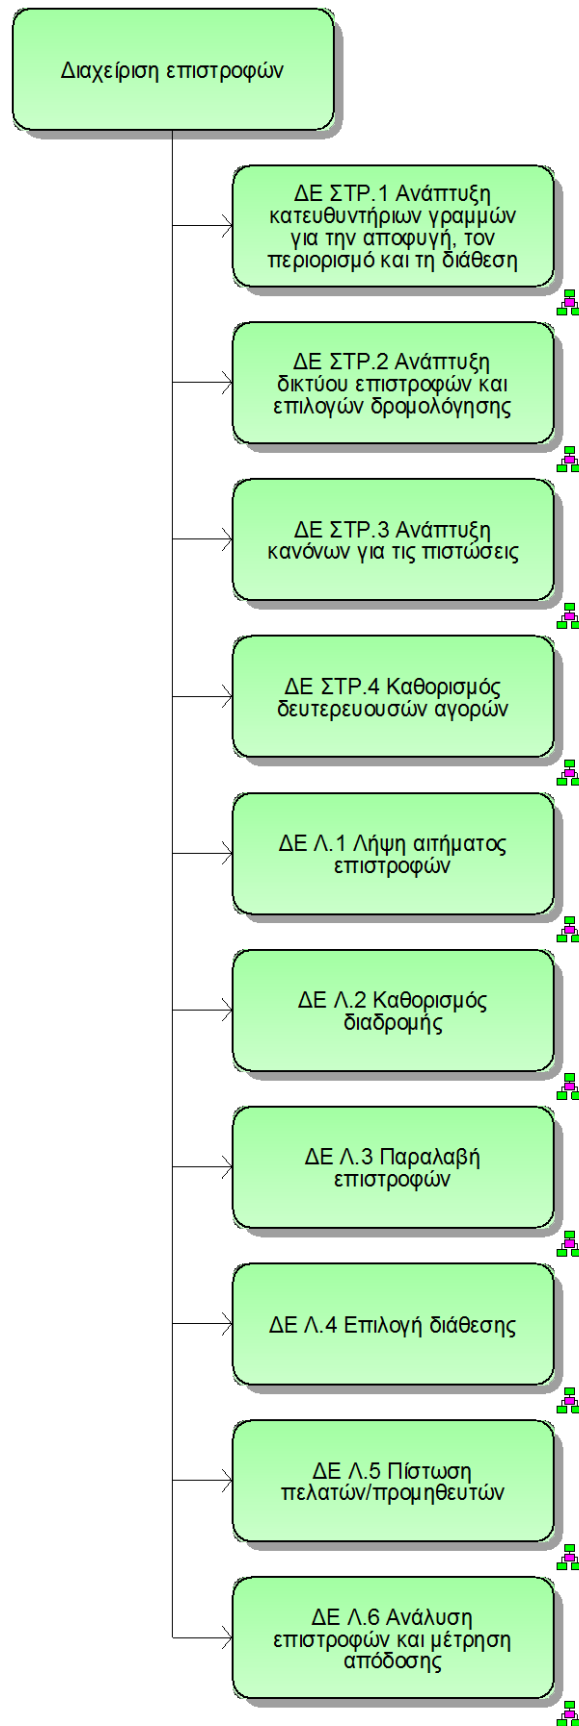 Διαχείριση επιστροφών
ΔΕ ΣΤΡ.1 Ανάπτυξη
κατευθυντήριων γραμμών
για την αποφυγή, τον
περιορισμό και τη διάθεση
ΔΕ ΣΤΡ.2 Ανάπτυξη
δικτύου επιστροφών και
επιλογών δρομολόγησης
ΔΕ ΣΤΡ.3 Ανάπτυξη
κανόνων για τις πιστώσεις
ΔΕ ΣΤΡ.4 Καθορισμός
δευτερευουσών αγορών
ΔΕ Λ.1 Λήψη αιτήματος
επιστροφών
ΔΕ Λ.2 Καθορισμός
διαδρομής
ΔΕ Λ.3 Παραλαβή
επιστροφών
ΔΕ Λ.4 Επιλογή διάθεσης
ΔΕ Λ.5 Πίστωση
πελατών/προμηθευτών
ΔΕ Λ.6 Ανάλυση
επιστροφών και μέτρηση
απόδοσης